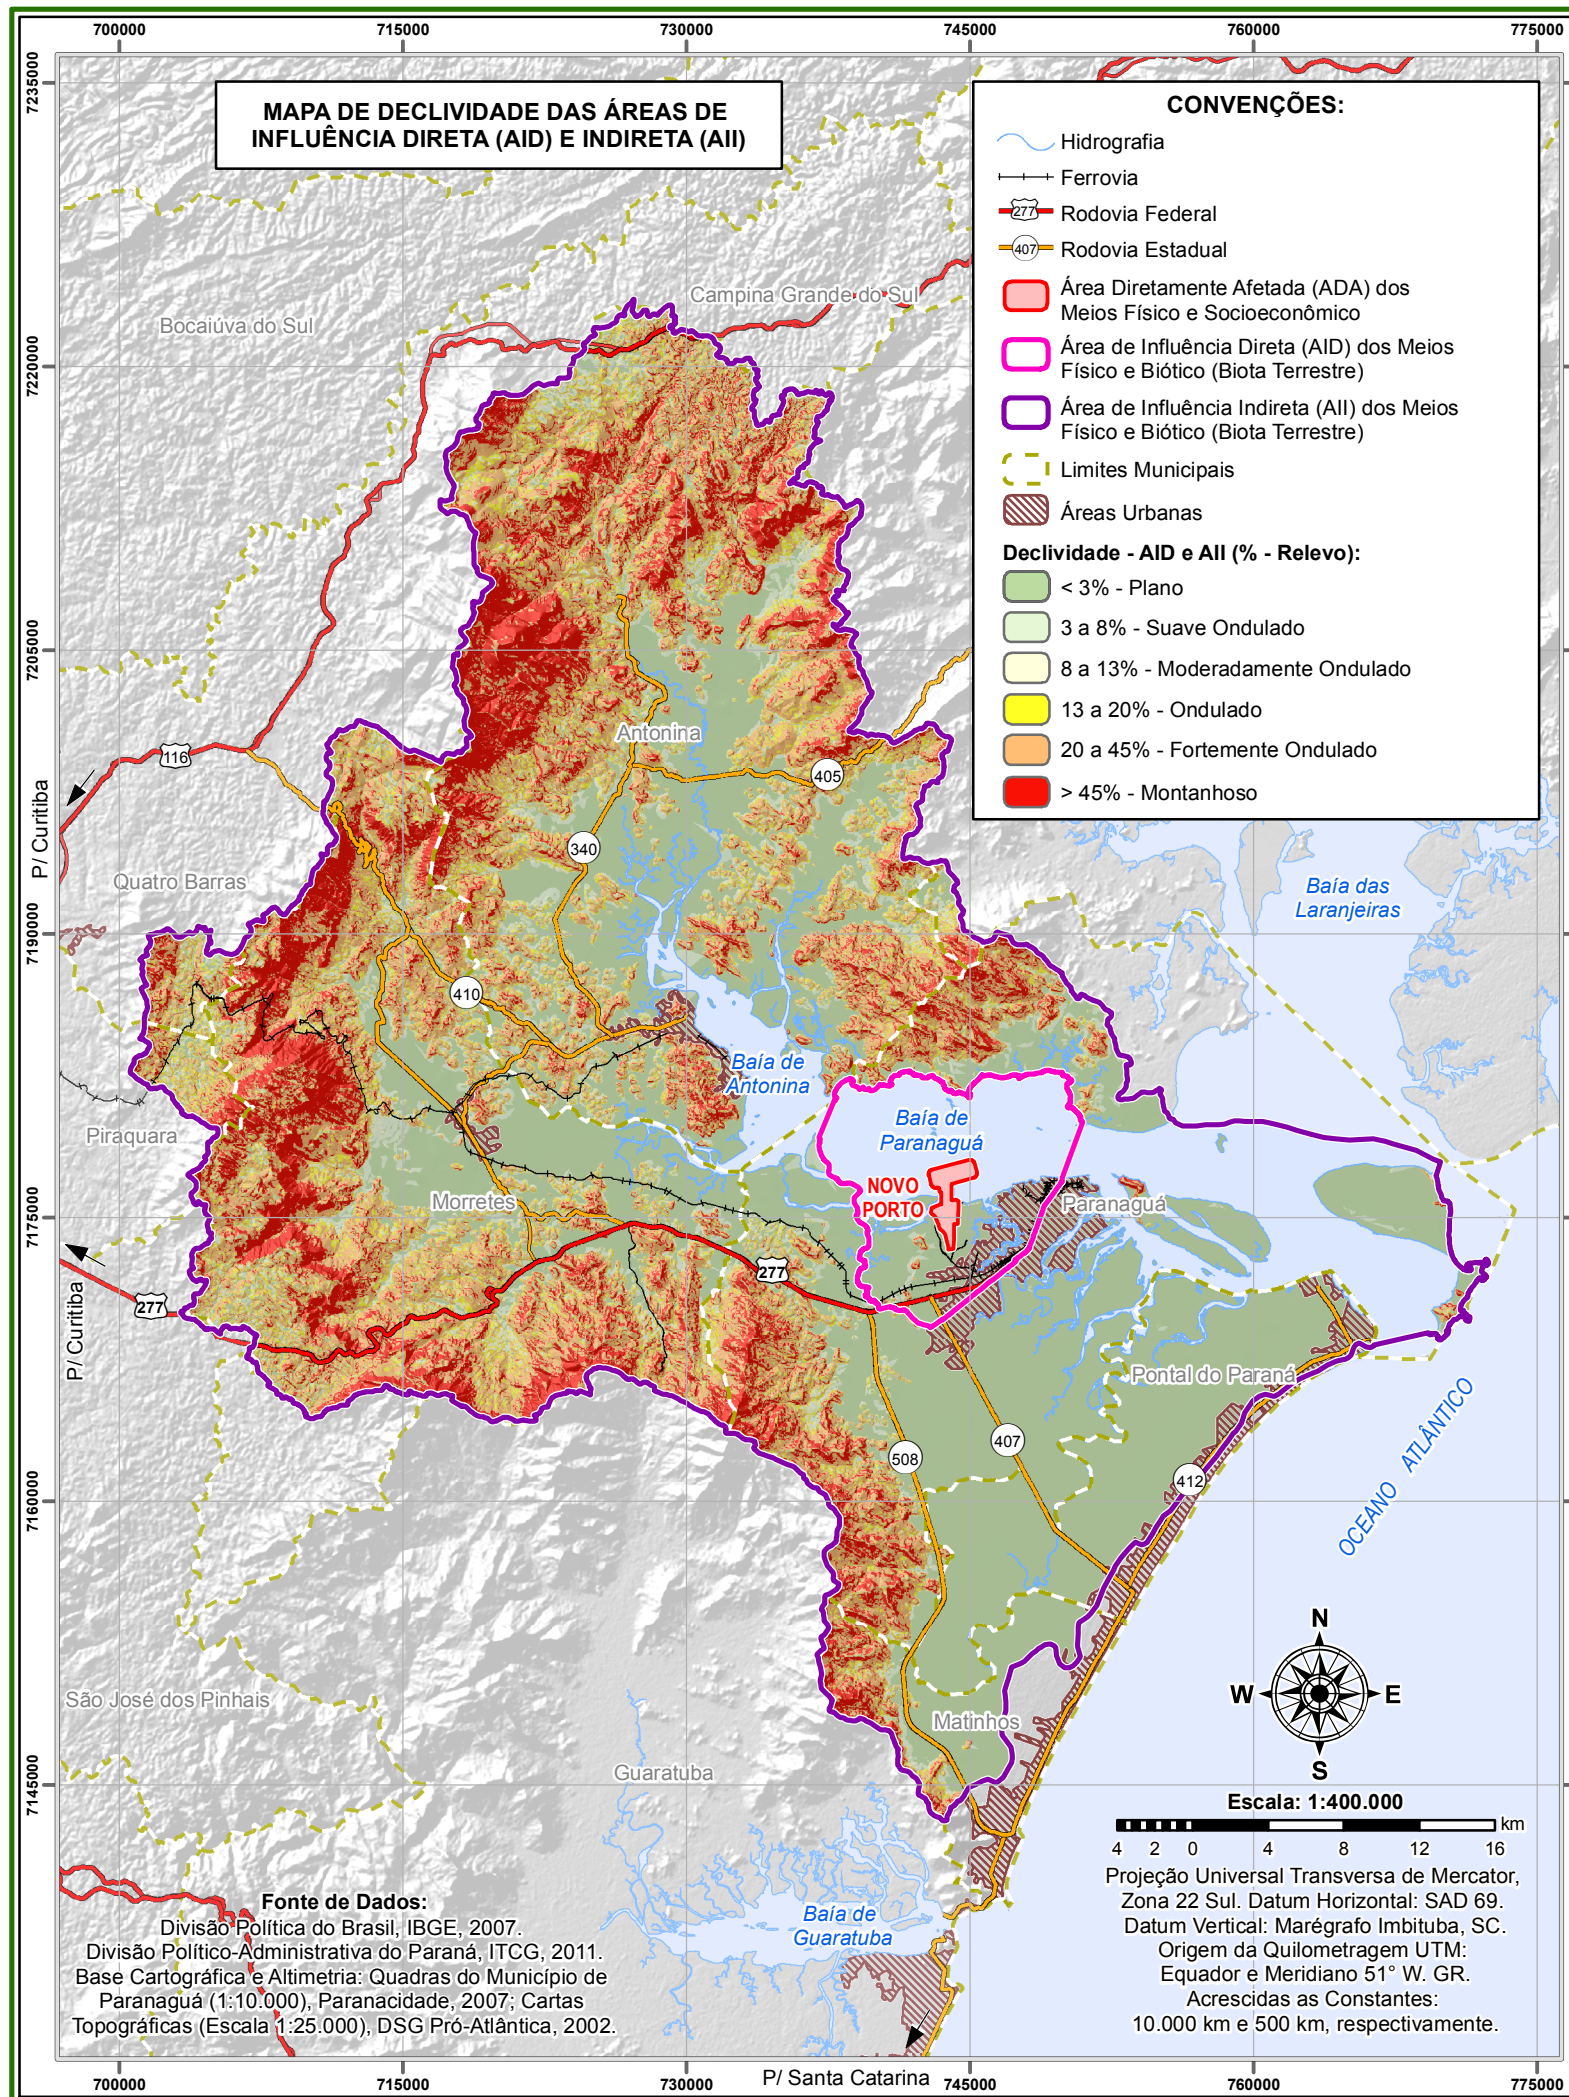 700000
715000
730000
745000
760000
775000
7235000
7220000
7205000
7190000
7175000
7160000
7145000
MAPA DE DECLIVIDADE DAS ÁREAS DE
INFLUÊNCIA DIRETA (AID) E INDIRETA (AII)
CONVENÇÕES:
Hidrografia
Ferrovia
277
Rodovia Federal
407
Rodovia Estadual
Área Diretamente Afetada (ADA) dos
Meios Físico e Socioeconômico
Área de Influência Direta (AID) dos Meios
Físico e Biótico (Biota Terrestre)
Área de Influência Indireta (AII) dos Meios
Físico e Biótico (Biota Terrestre)
Limites Municipais
Áreas Urbanas
Declividade - AID e AII (% - Relevo):
< 3% - Plano
3 a 8% - Suave Ondulado
8 a 13% - Moderadamente Ondulado
13 a 20% - Ondulado
20 a 45% - Fortemente Ondulado
> 45% - Montanhoso
Campina Grande do Sul
Bocaiúva do Sul
Antonina
116
405
P/ Curitiba
340
Quatro Barras
Baía das
Laranjeiras
410
Baía de
Antonina
Baía de
Paranaguá
Piraquara
NOVO
PORTO
Morretes
Paranaguá
277
277
P/ Curitiba
Pontal do Paraná
OCEANO ATLÂNTICO
407
508
412
São José dos Pinhais
Matinhos
Guaratuba
N
W
E
S
Escala: 1:400.000
km
4 2 0 4 8 12 16
Projeção Universal Transversa de Mercator,
Zona 22 Sul. Datum Horizontal: SAD 69.
Datum Vertical: Marégrafo Imbituba, SC.
Origem da Quilometragem UTM:
Equador e Meridiano 51° W. GR.
Acrescidas as Constantes:
10.000 km e 500 km, respectivamente.
Baía de
Guaratuba
Fonte de Dados:
Divisão Política do Brasil, IBGE, 2007.
Divisão Político-Administrativa do Paraná, ITCG, 2011.
Base Cartográfica e Altimetria: Quadras do Município de
Paranaguá (1:10.000), Paranacidade, 2007; Cartas
Topográficas (Escala 1:25.000), DSG Pró-Atlântica, 2002.
P/ Santa Catarina
700000
715000
730000
745000
760000
775000